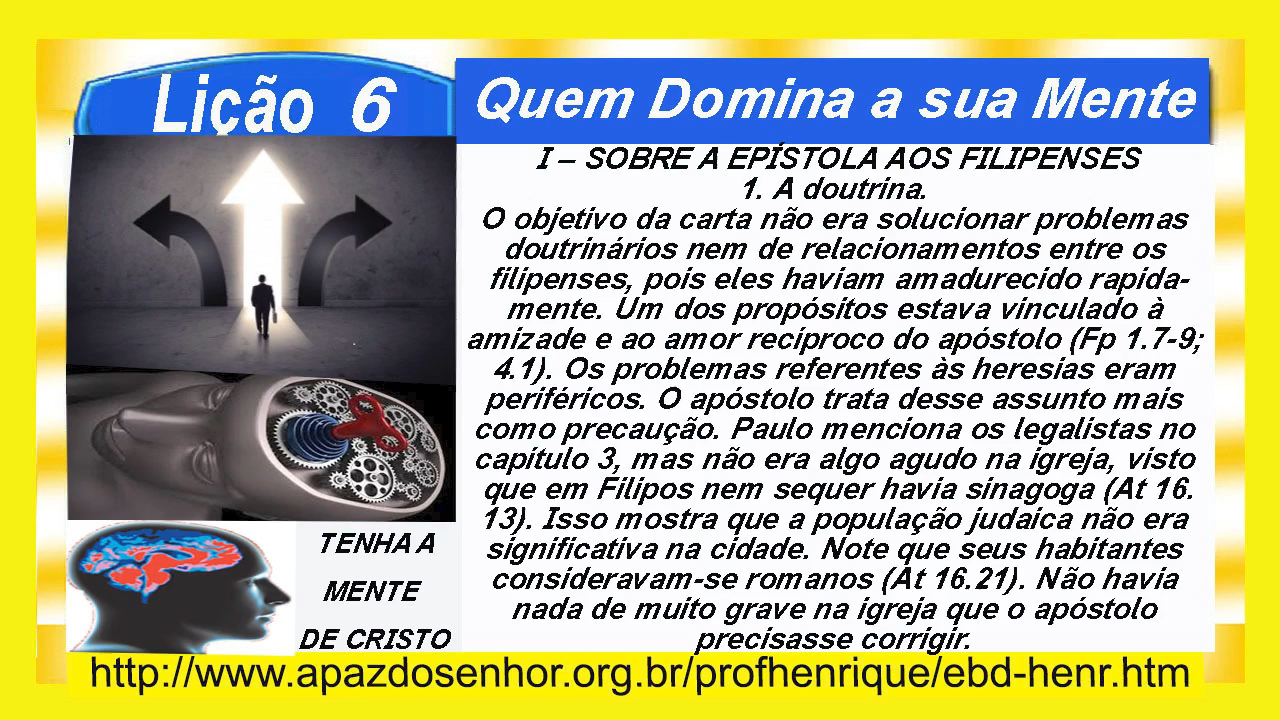 Lição 6
Quem Domina a sua Mente
I – SOBRE A EPÍSTOLA AOS FILIPENSES
1. A doutrina.
O objetivo da carta não era solucionar problemas
doutrinários nem de relacionamentos entre os
filipenses, pois eles haviam amadurecido rapida-
mente. Um dos propósitos estava vinculado à
amizade e ao amor recíproco do apóstolo (Fp 1.7-9;
4.1). Os problemas referentes às heresias eram
periféricos. O apóstolo trata desse assunto mais
como precaução. Paulo menciona os legalistas no
capítulo 3, mas não era algo agudo na igreja, visto
que em Filipos nem sequer havia sinagoga (At 16.
13). Isso mostra que a população judaica não era
significativa na cidade. Note que seus habitantes
consideravam-se romanos (At 16.21). Não havia
nada de muito grave na igreja que o apóstolo
precisasse corrigir.
TENHA A
MENTE
DE CRISTO
http://www.apazdosenhor.org.br/profhenrique/ebd-henr.htm